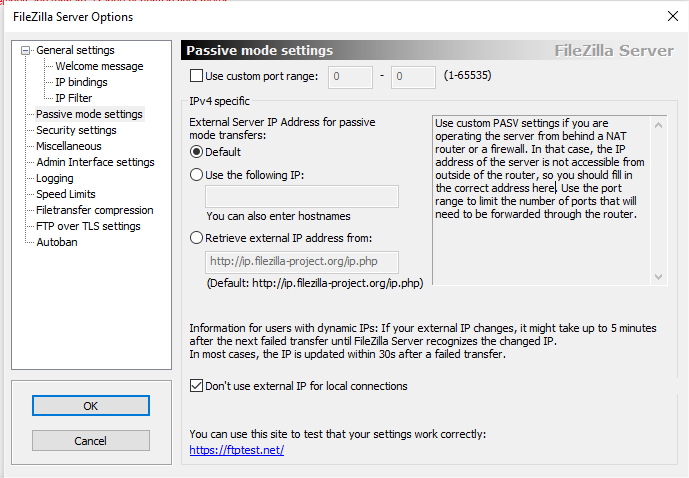 FileZilla Server Options
General settings
Welcome message
IP bindings
IP Filter
Passive mode settings
Security settings
Miscellaneous
Admin Interface settings
Logging
Speed Limits
Filetransfer compression
FTP over TLS settings
Autoban
OK
Cancel
Passive mode settings
FileZilla Server
Use custom port range: 0 - 0 (1-65535)
IPv4 specific
External Server IP Address for passive
mode transfers:
Default
Use the following IP:
You can also enter hostnames
Retrieve external IP address from:
http://ip.filezilla-project.org/ip.php
(Default: http://ip.filezilla-project.org/ip.php)
Use custom PASV settings if you are
operating the server from behind a NAT
router or a firewall. In that case, the IP
address of the server is not accessible from
outside of the router, so you should fill in
the correct address here. Use the port
range to limit the number of ports that will
need to be forwarded through the router.
Information for users with dynamic IPs: If your external IP changes, it might take up to 5 minutes
after the next failed transfer until FileZilla Server recognizes the changed IP.
In most cases, the IP is updated within 30s after a failed transfer.
Don't use external IP for local connections
You can use this site to test that your settings work correctly:
https://ftptest.net/